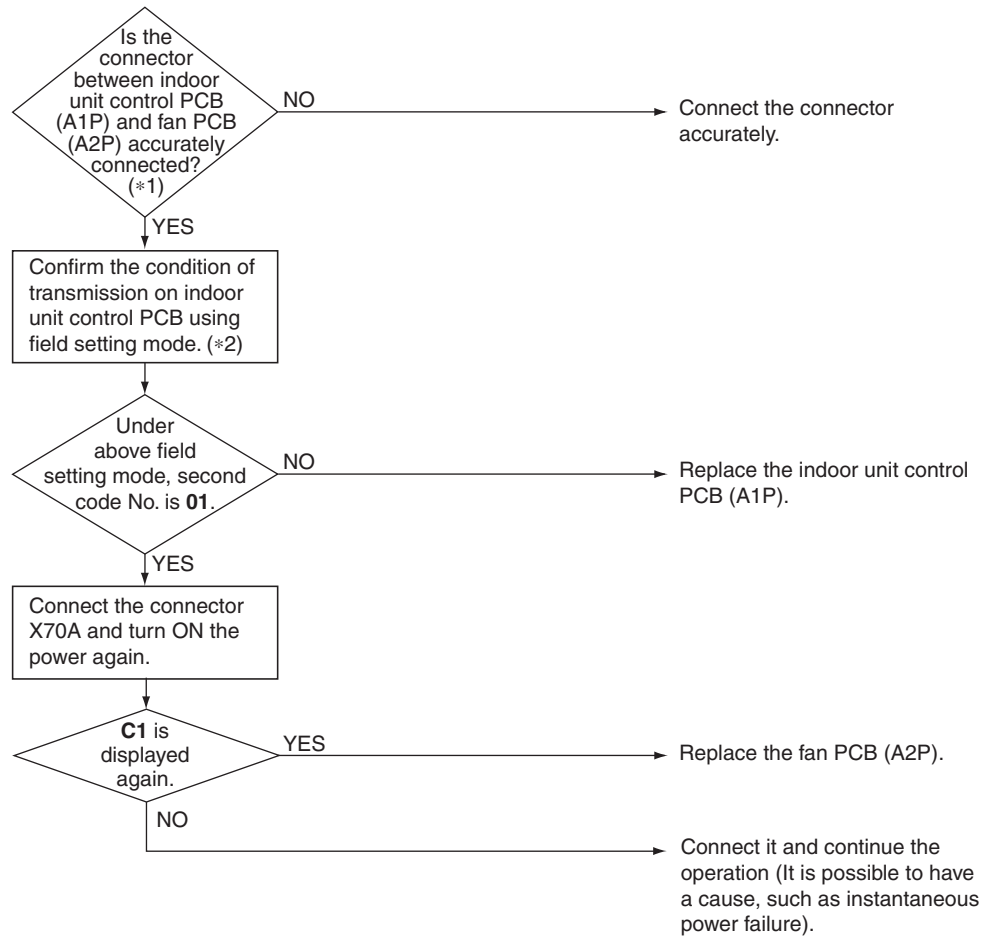 Is the
connector
between indoor
unit control PCB
(A1P) and fan PCB
(A2P) accurately
connected?
(*1)
NO
Connect the connector
accurately.
YES
Confirm the condition of
transmission on indoor
unit control PCB using
field setting mode. (*2)
Under
above field
setting mode, second
code No. is 01.
NO
Replace the indoor unit control
PCB (A1P).
YES
Connect the connector
X70A and turn ON the
power again.
C1 is
displayed
again.
YES
Replace the fan PCB (A2P).
NO
Connect it and continue the
operation (It is possible to have
a cause, such as instantaneous
power failure).